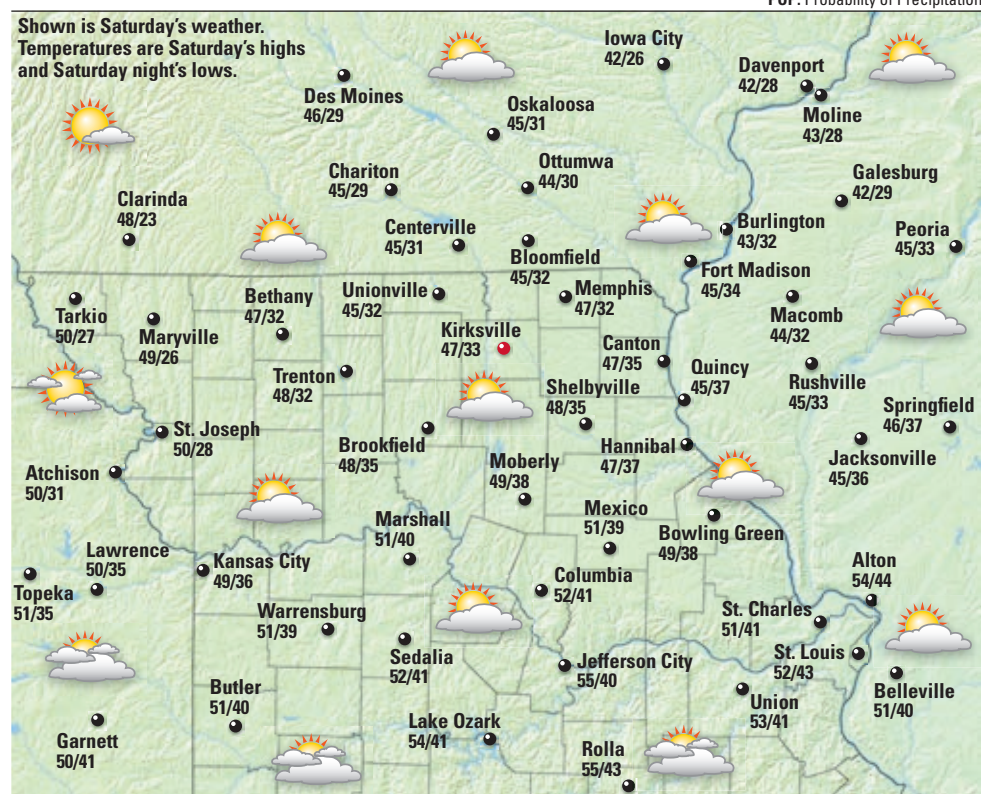 POP: Probability of Precipitation
Shown is Saturday's weather.
Temperatures are Saturday's highs
and Saturday night's lows.
Iowa City
42/26
Davenport
42/28
Moline
43/28
Des Moines
46/29
Oskaloosa
45/31
Ottumwa
44/30
Chariton
45/29
Galesburg
42/29
Clarinda
48/23
Centerville
45/31
Bloomfield
45/32
Burlington
43/32
Peoria
45/33
Fort Madison
45/34
Tarkio
50/27
Maryville
49/26
Bethany
47/32
Unionville
45/32
Memphis
47/32
Macomb
44/32
Kirksville
47/33
Canton
47/35
Quincy
45/37
Rushville
45/33
Trenton
48/32
Shelbyville
48/35
Springfield
46/37
St. Joseph
50/28
Brookfield
48/35
Hannibal
47/37
Jacksonville
45/36
Atchison
50/31
Moberly
49/38
Mexico
51/39
Bowling Green
49/38
Marshall
51/40
Lawrence
50/35
Kansas City
49/36
Topeka
51/35
Columbia
52/41
Alton
54/44
Warrensburg
51/39
St. Charles
51/41
Sedalia
52/41
Jefferson City
55/40
St. Louis
52/43
Belleville
51/40
Butler
51/40
Union
53/41
Lake Ozark
54/41
Garnett
50/41
Rolla
55/43